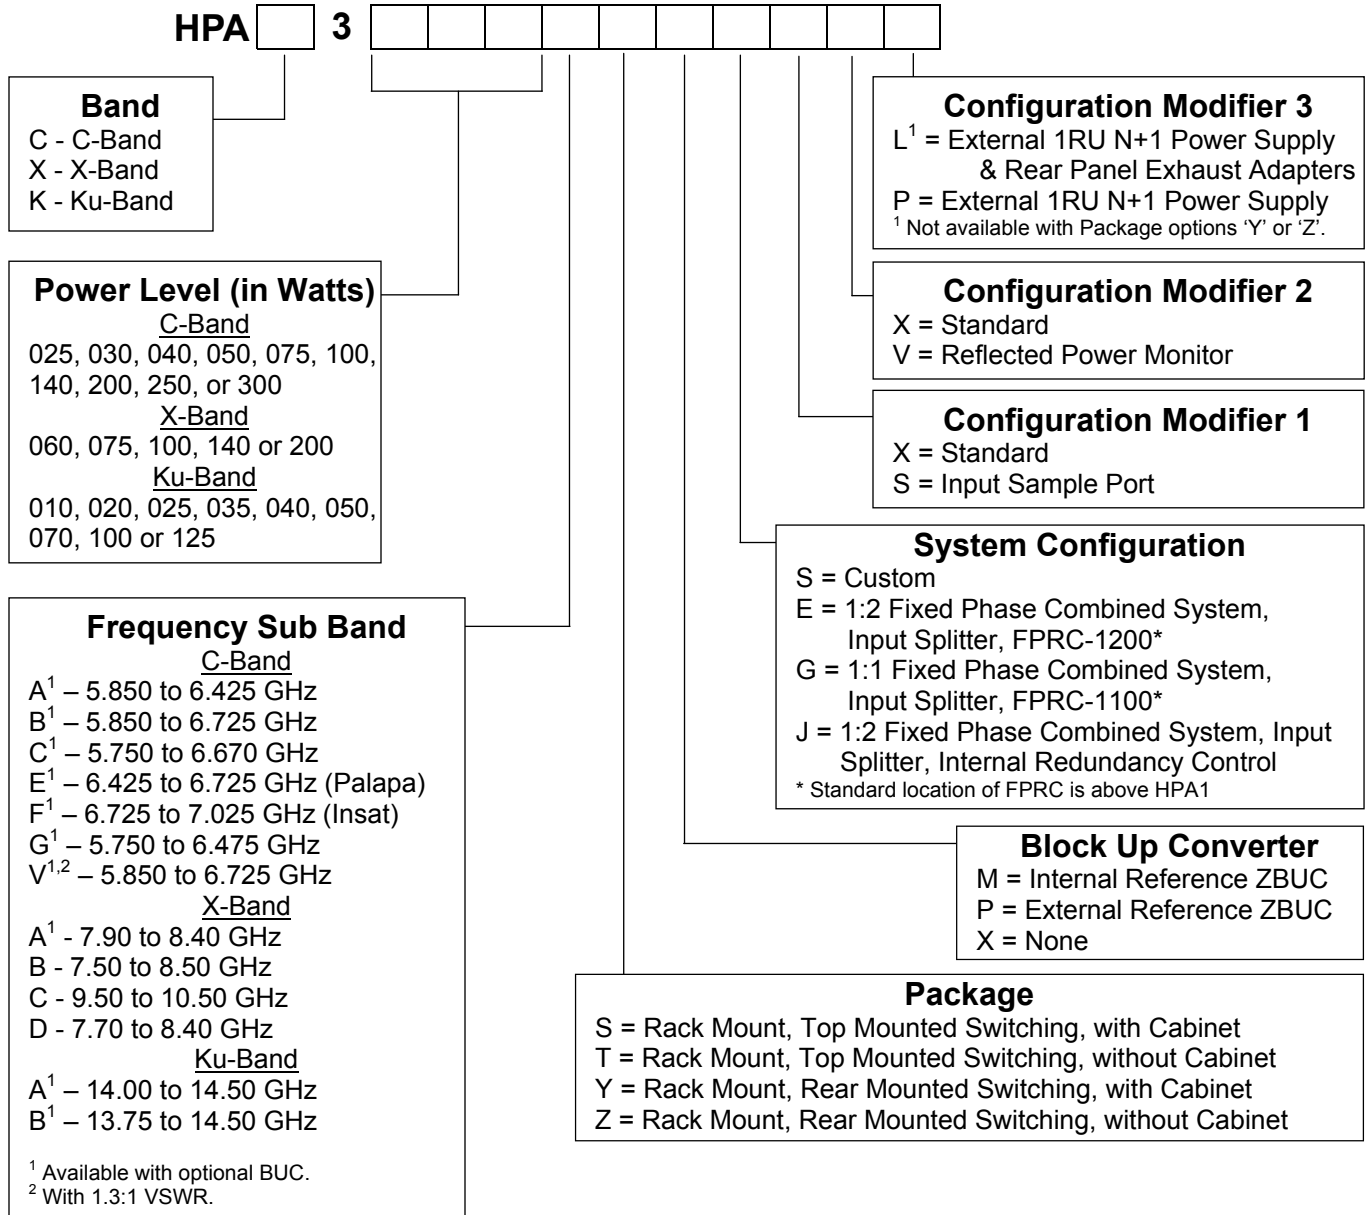 HPA 3
Band
C - C-Band
X - X-Band
K - Ku-Band
Power Level (in Watts)
C-Band
025, 030, 040, 050, 075, 100,
140, 200, 250, or 300
X-Band
060, 075, 100, 140 or 200
Ku-Band
010, 020, 025, 035, 040, 050,
070, 100 or 125
Frequency Sub Band
C-Band
A¹ – 5.850 to 6.425 GHz
B¹ – 5.850 to 6.725 GHz
C¹ – 5.750 to 6.670 GHz
E¹ – 6.425 to 6.725 GHz (Palapa)
F¹ – 6.725 to 7.025 GHz (Insat)
G¹ – 5.750 to 6.475 GHz
V¹,² – 5.850 to 6.725 GHz
X-Band
A¹ - 7.90 to 8.40 GHz
B - 7.50 to 8.50 GHz
C - 9.50 to 10.50 GHz
D - 7.70 to 8.40 GHz
Ku-Band
A¹ – 14.00 to 14.50 GHz
B¹ – 13.75 to 14.50 GHz
¹ Available with optional BUC.
² With 1.3:1 VSWR.
Configuration Modifier 3
L¹ = External 1RU N+1 Power Supply
& Rear Panel Exhaust Adapters
P = External 1RU N+1 Power Supply
¹ Not available with Package options ‘Y’ or ‘Z’.
Configuration Modifier 2
X = Standard
V = Reflected Power Monitor
Configuration Modifier 1
X = Standard
S = Input Sample Port
System Configuration
S = Custom
E = 1:2 Fixed Phase Combined System,
Input Splitter, FPRC-1200*
G = 1:1 Fixed Phase Combined System,
Input Splitter, FPRC-1100*
J = 1:2 Fixed Phase Combined System, Input
Splitter, Internal Redundancy Control
* Standard location of FPRC is above HPA1
Block Up Converter
M = Internal Reference ZBUC
P = External Reference ZBUC
X = None
Package
S = Rack Mount, Top Mounted Switching, with Cabinet
T = Rack Mount, Top Mounted Switching, without Cabinet
Y = Rack Mount, Rear Mounted Switching, with Cabinet
Z = Rack Mount, Rear Mounted Switching, without Cabinet